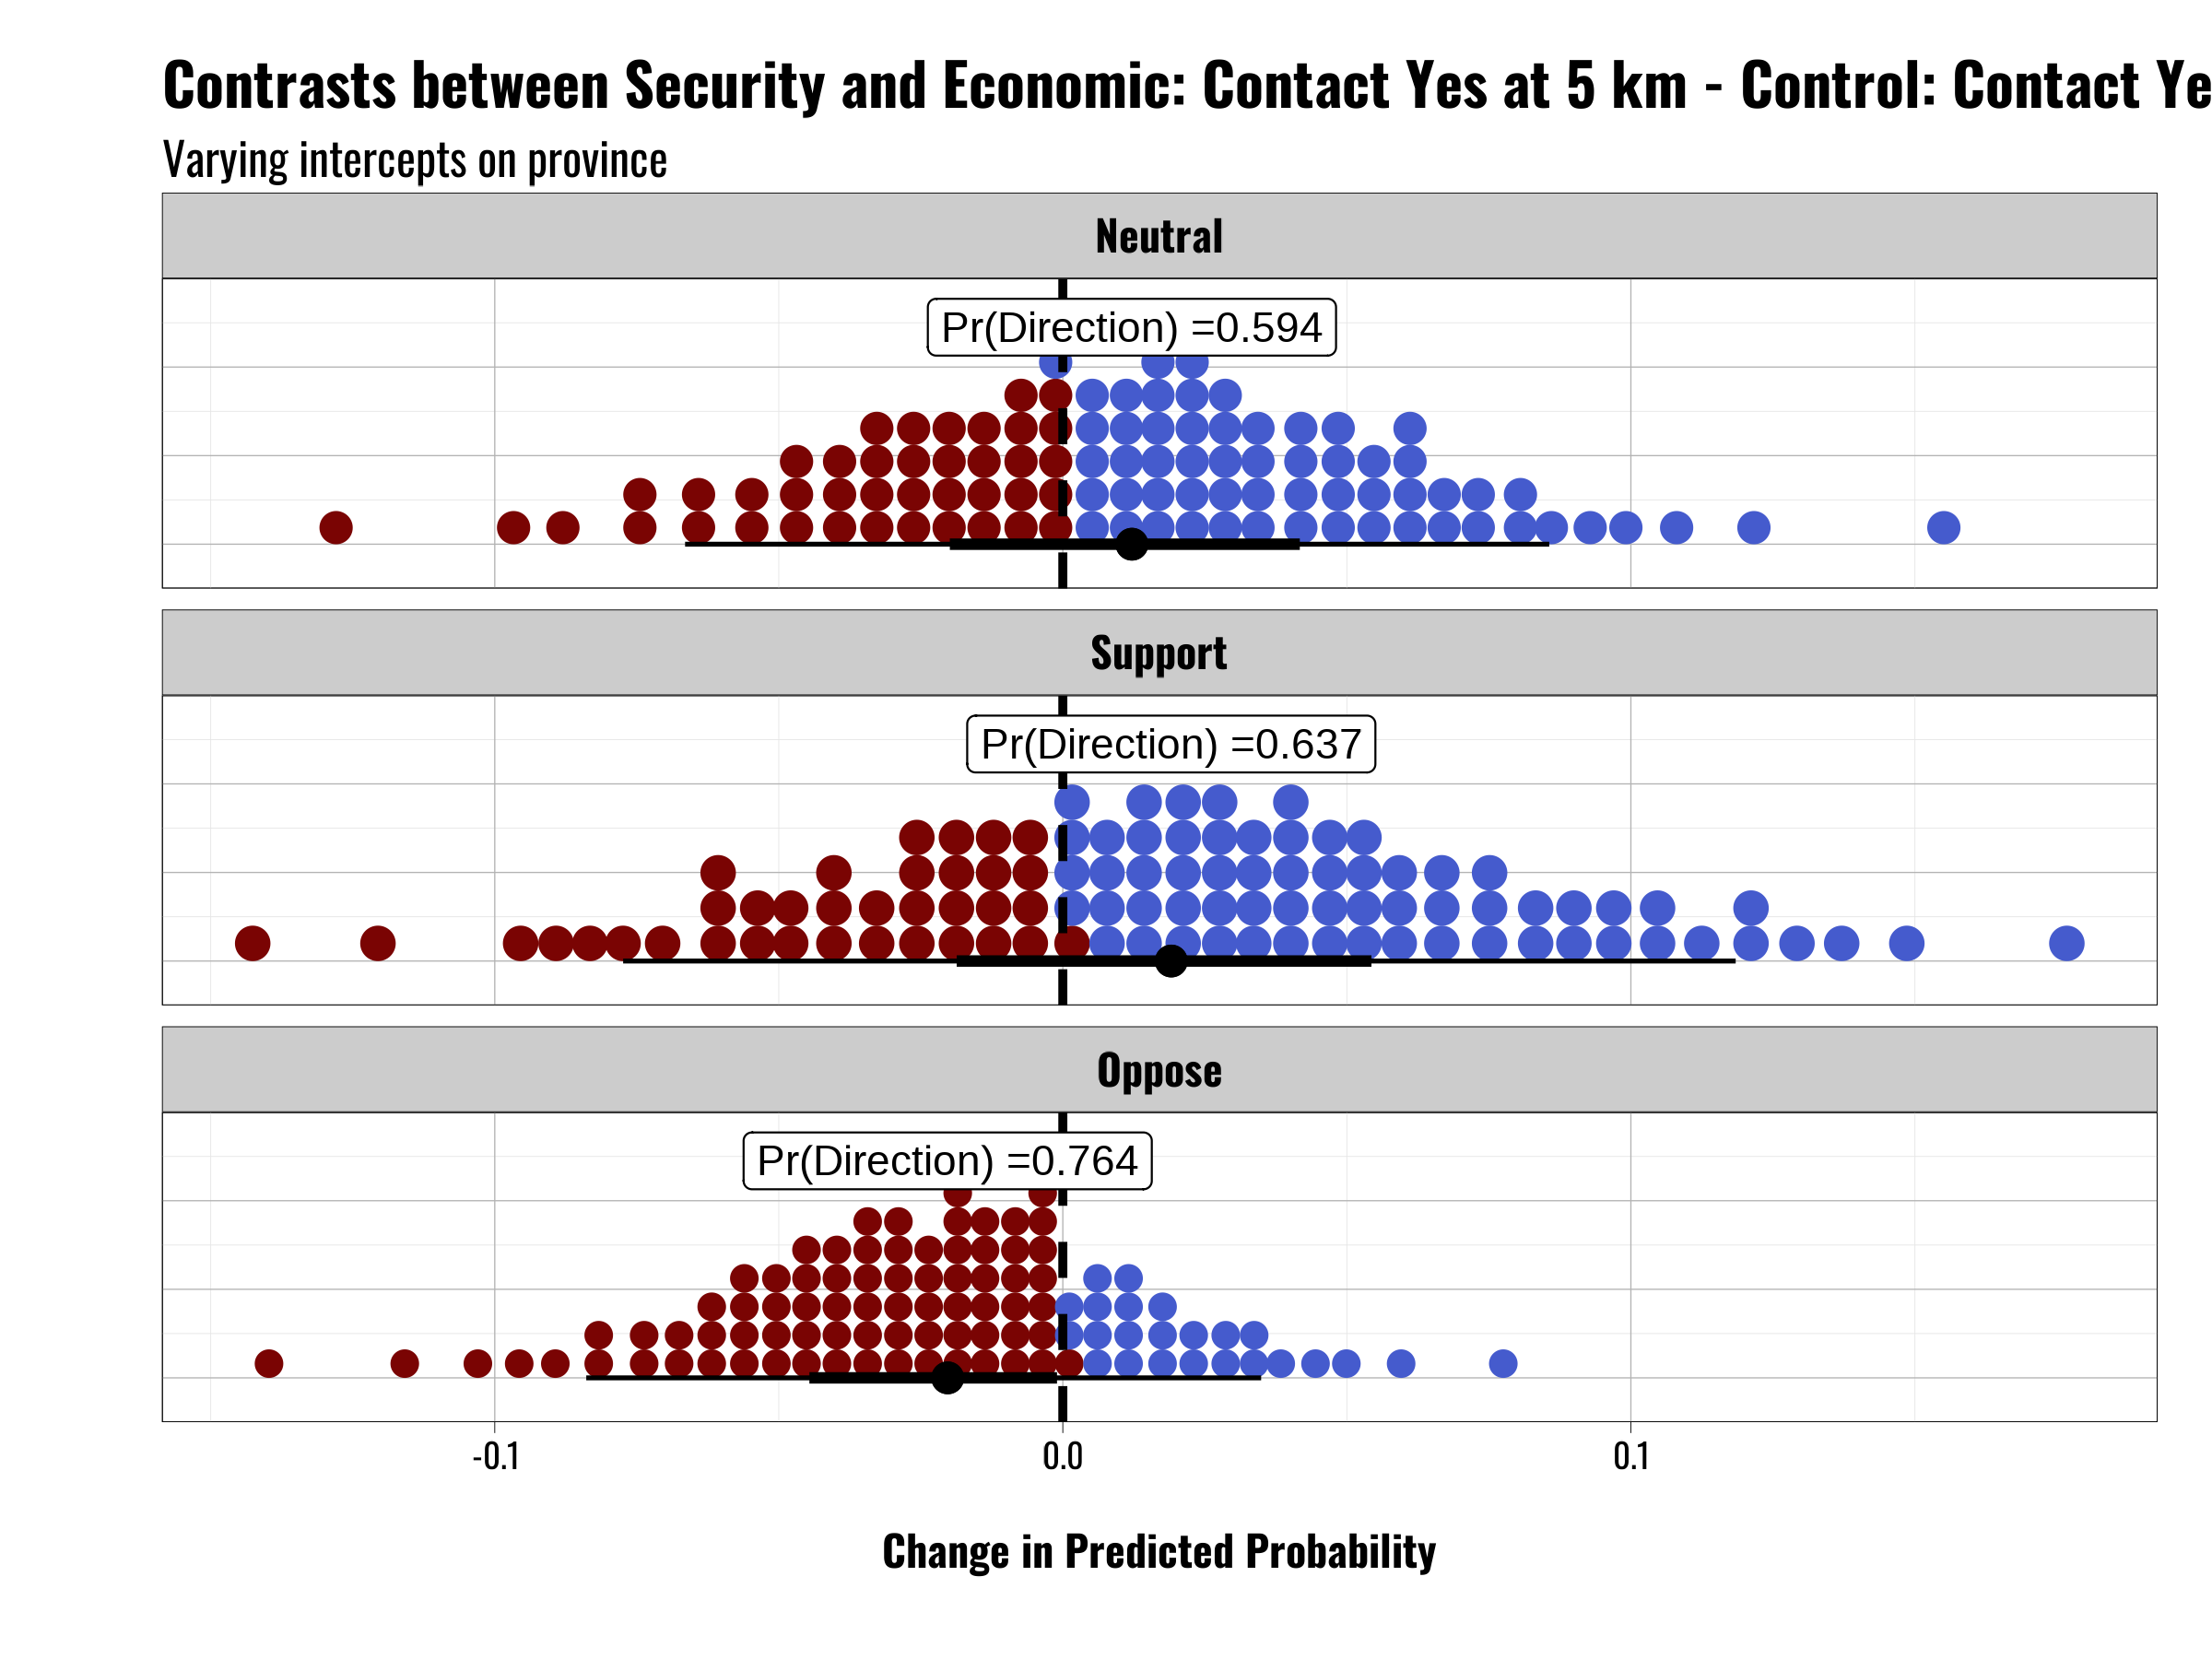 Contrasts between Security and Economic: Contact Yes at 5 km - Control: Contact Ye
Varying intercepts on province
Neutral
Pr(Direction) =0.594
Support
Pr(Direction) =0.637
Oppose
Pr(Direction) =0.764
-0.1 0.0 0.1
Change in Predicted Probability